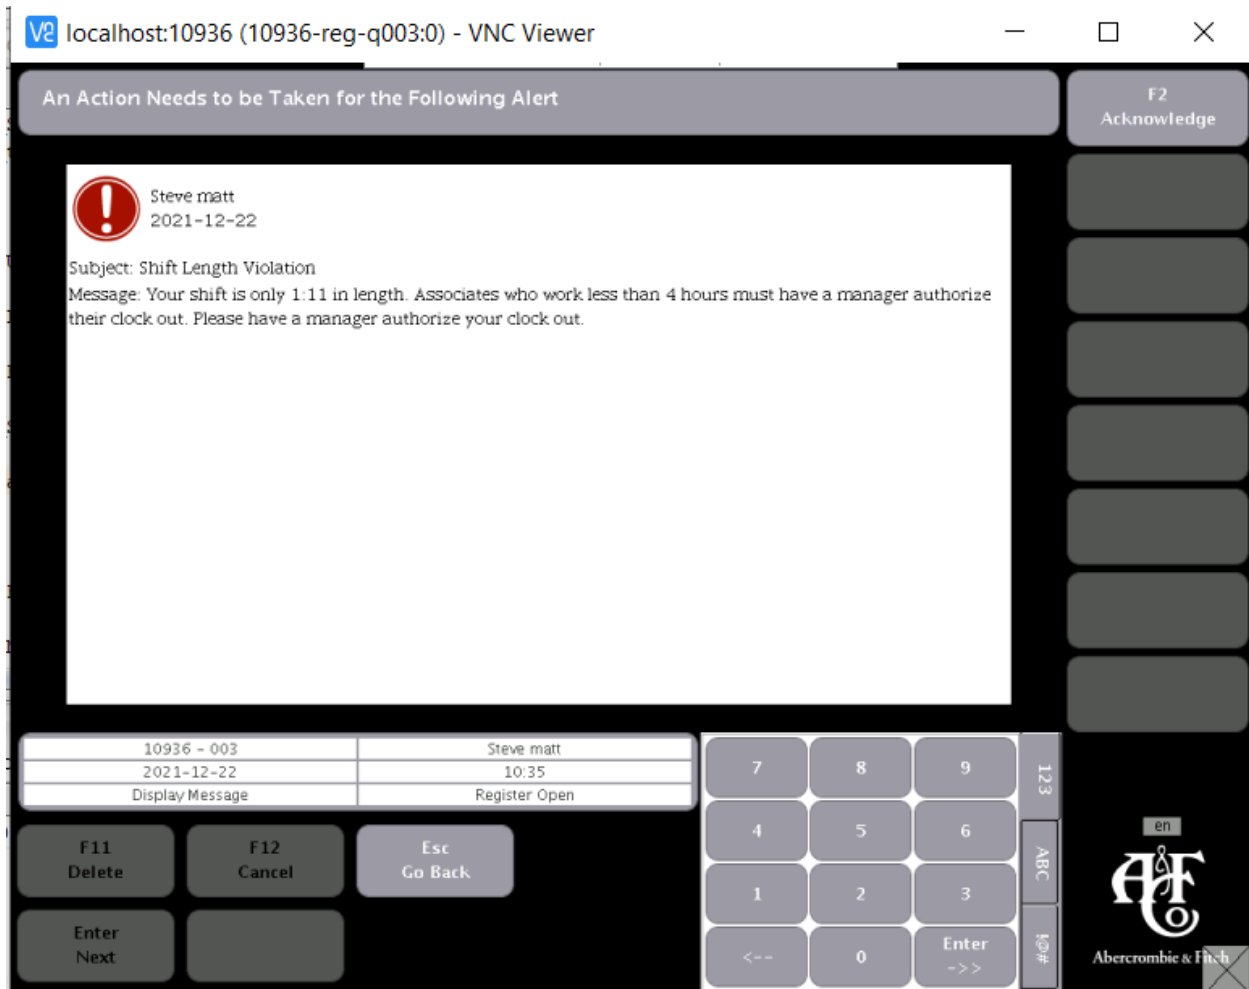 V2 localhost:10936 (10936-reg-q003:0) - VNC Viewer
An Action Needs to be Taken for the Following Alert
F2
Acknowledge
Steve matt
2021-12-22
Subject: Shift Length Violation
Message: Your shift is only 1:11 in length. Associates who work less than 4 hours must have a manager authorize
their clock out. Please have a manager authorize your clock out.
10936 - 003 Steve matt
2021-12-22 10:35
Display Message Register Open
F11
Delete
F12
Cancel
Esc
Go Back
Enter
Next
7 8 9
4 5 6
1 2 3
<-- 0 Enter
->>
123
ABC
!@#
en
A&F
Co
Abercrombie & Fitch